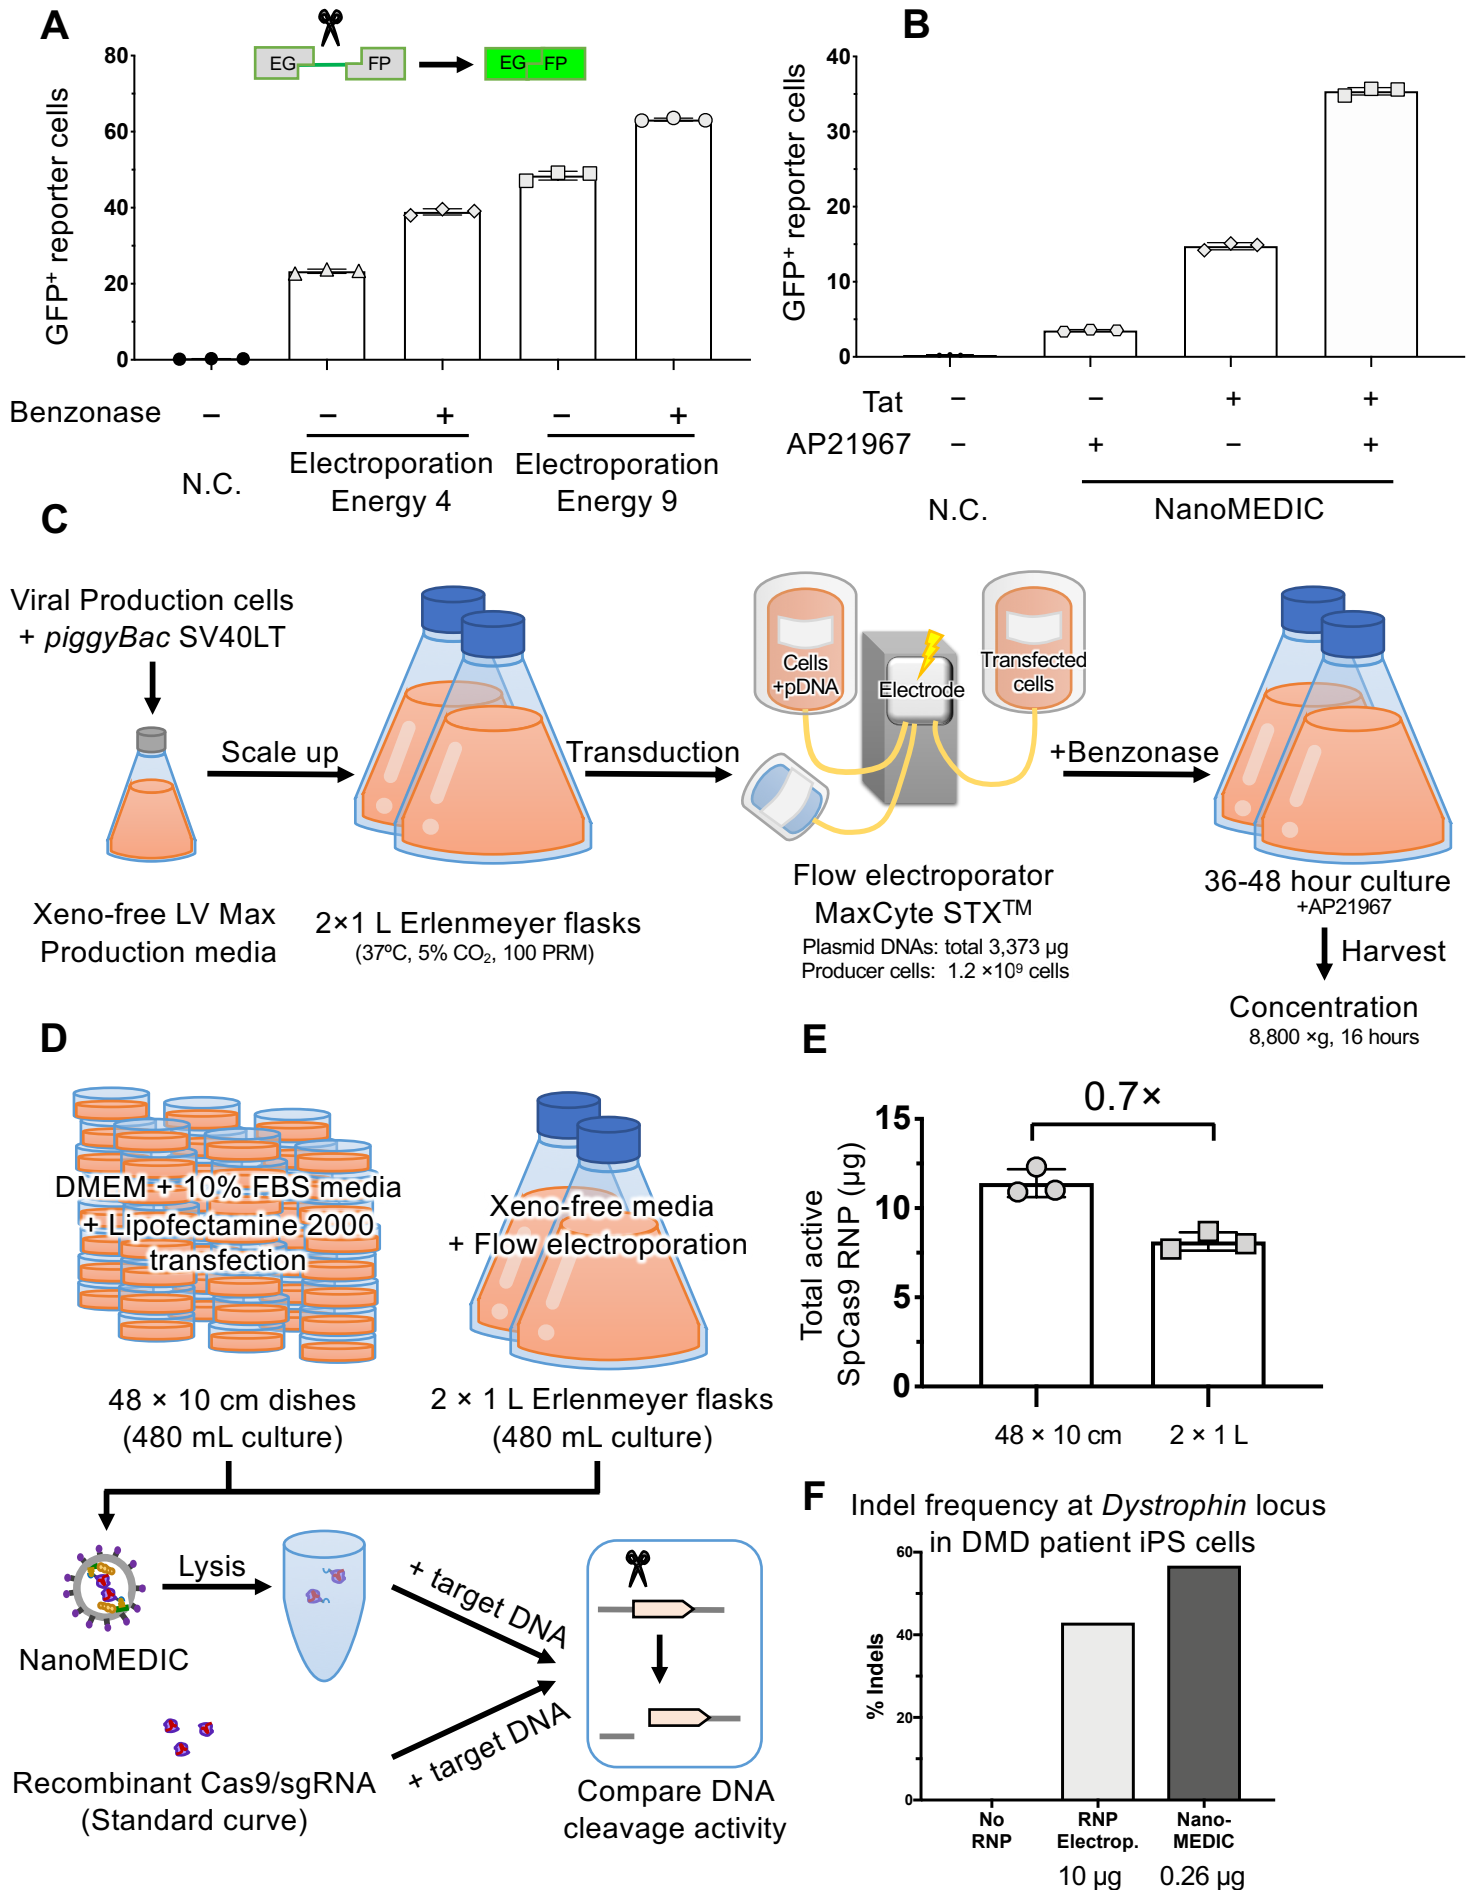 A
80
60
40
20
0
GFP⁺ reporter cells
EG
FP
EG
FP
Benzonase
−
−
+
−
+
N.C.
Electroporation
Energy 4
Electroporation
Energy 9
B
40
30
20
10
0
GFP⁺ reporter cells
Tat
−
−
+
+
AP21967
−
+
−
+
N.C.
NanoMEDIC
C
Viral Production cells
+ piggyBac SV40LT
Xeno-free LV Max
Production media
Scale up
2×1 L Erlenmeyer flasks
(37ºC, 5% CO₂, 100 PRM)
Transduction
Cells
+pDNA
Electrode
Transfected
cells
Flow electroporator
MaxCyte STX™
Plasmid DNAs: total 3,373 µg
Producer cells: 1.2 ×10⁹ cells
+Benzonase
36-48 hour culture
+AP21967
Harvest
Concentration
8,800 ×g, 16 hours
D
DMEM + 10% FBS media
+ Lipofectamine 2000
transfection
48 × 10 cm dishes
(480 mL culture)
Xeno-free media
+ Flow electroporation
2 × 1 L Erlenmeyer flasks
(480 mL culture)
NanoMEDIC
Lysis
+ target DNA
Recombinant Cas9/sgRNA
(Standard curve)
+ target DNA
Compare DNA
cleavage activity
E
0.7×
15
10
5
0
Total active
SpCas9 RNP (µg)
48 × 10 cm
2 × 1 L
F
Indel frequency at Dystrophin locus
in DMD patient iPS cells
60
40
20
0
% Indels
No
RNP
RNP
Electrop.
10 µg
Nano-
MEDIC
0.26 µg